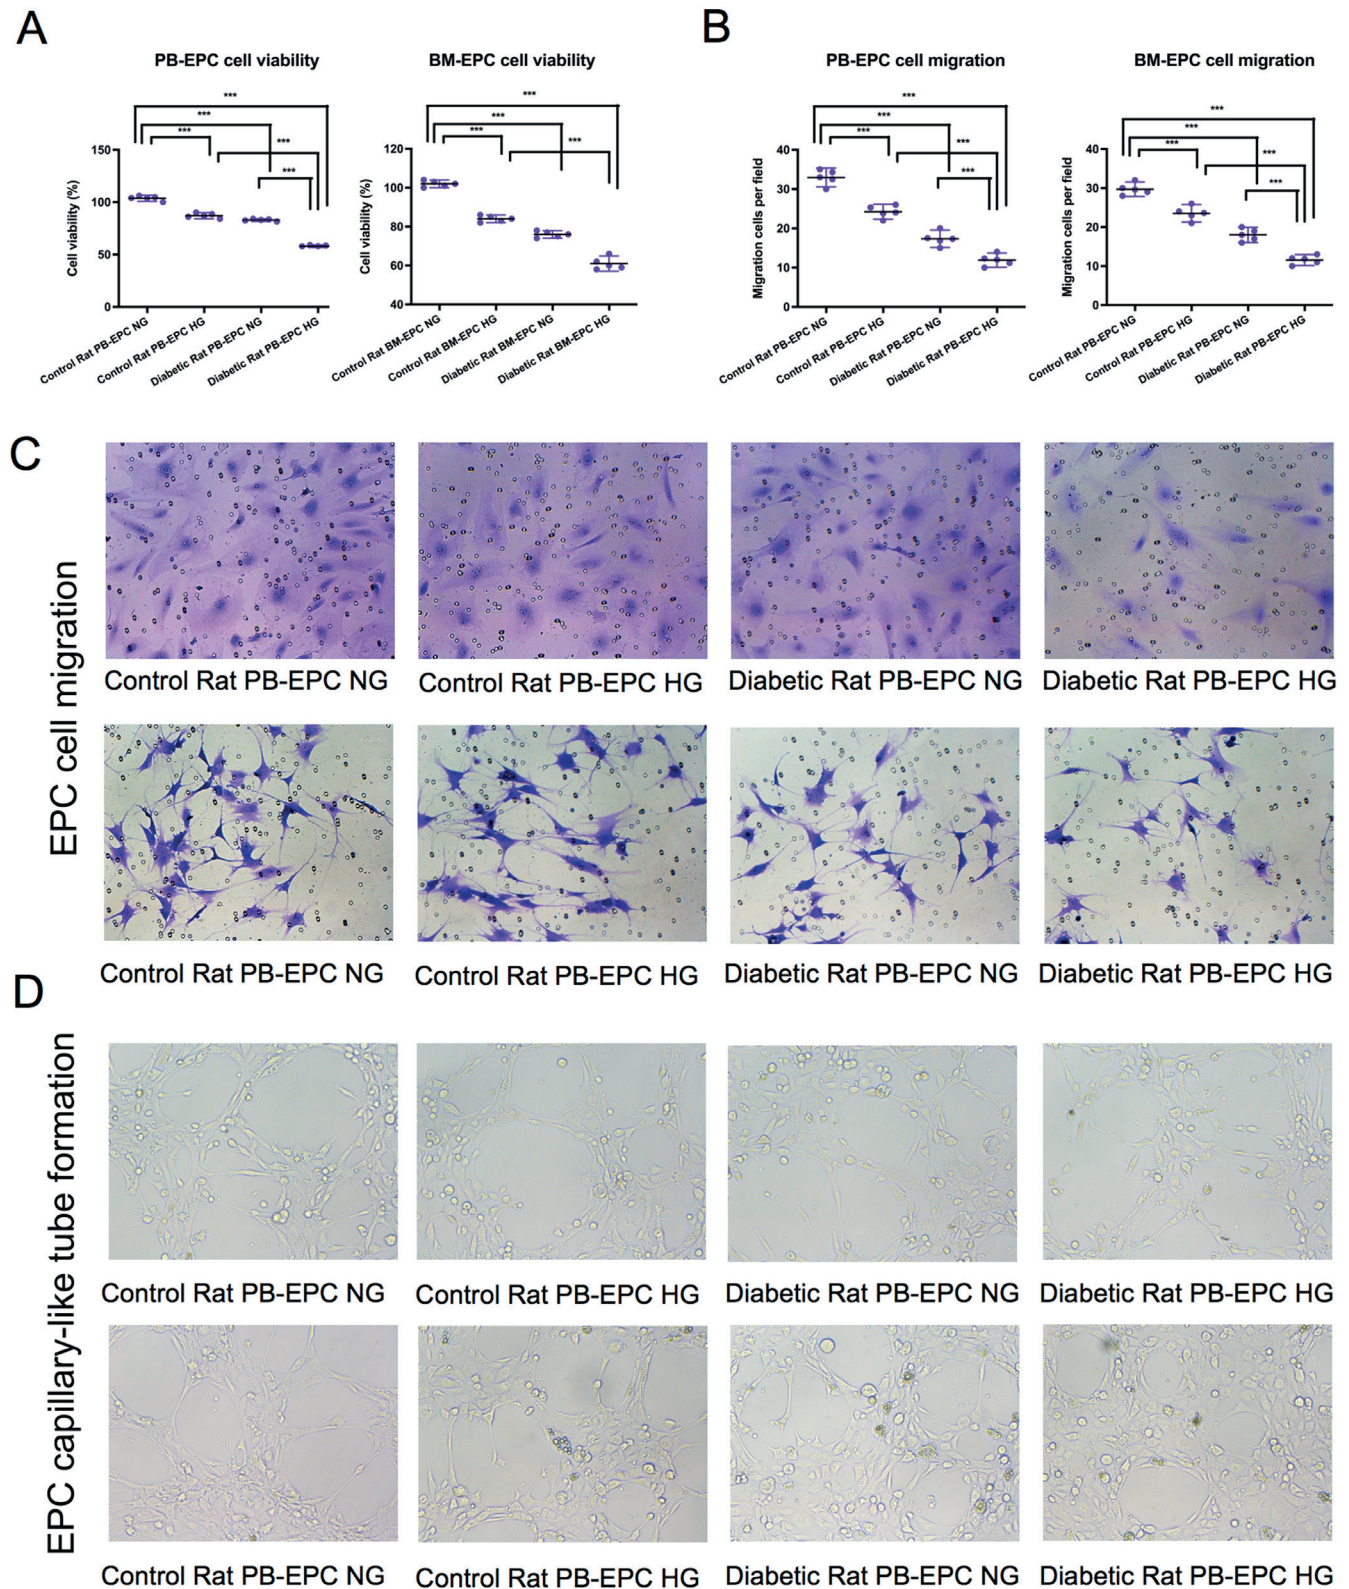 A
B
PB-EPC cell viability
BM-EPC cell viability
PB-EPC cell migration
BM-EPC cell migration
***
***
***
***
***
Cell viability (%)
150
100
50
0
Control Rat PB-EPC NG
Control Rat PB-EPC HG
Diabetic Rat PB-EPC NG
Diabetic Rat PB-EPC HG
***
***
***
***
Cell viability (%)
120
100
80
60
40
Control Rat BM-EPC NG
Control Rat BM-EPC HG
Diabetic Rat BM-EPC NG
Diabetic Rat BM-EPC HG
***
***
***
***
***
Migration cells per field
40
30
20
10
0
Control Rat PB-EPC NG
Control Rat PB-EPC HG
Diabetic Rat PB-EPC NG
Diabetic Rat PB-EPC HG
***
***
***
***
***
Migration cells per field
40
30
20
10
0
Control Rat PB-EPC NG
Control Rat PB-EPC HG
Diabetic Rat PB-EPC NG
Diabetic Rat PB-EPC HG
C
EPC cell migration
Control Rat PB-EPC NG
Control Rat PB-EPC HG
Diabetic Rat PB-EPC NG
Diabetic Rat PB-EPC HG
Control Rat PB-EPC NG
Control Rat PB-EPC HG
Diabetic Rat PB-EPC NG
Diabetic Rat PB-EPC HG
D
EPC capillary-like tube formation
Control Rat PB-EPC NG
Control Rat PB-EPC HG
Diabetic Rat PB-EPC NG
Diabetic Rat PB-EPC HG
Control Rat PB-EPC NG
Control Rat PB-EPC HG
Diabetic Rat PB-EPC NG
Diabetic Rat PB-EPC HG